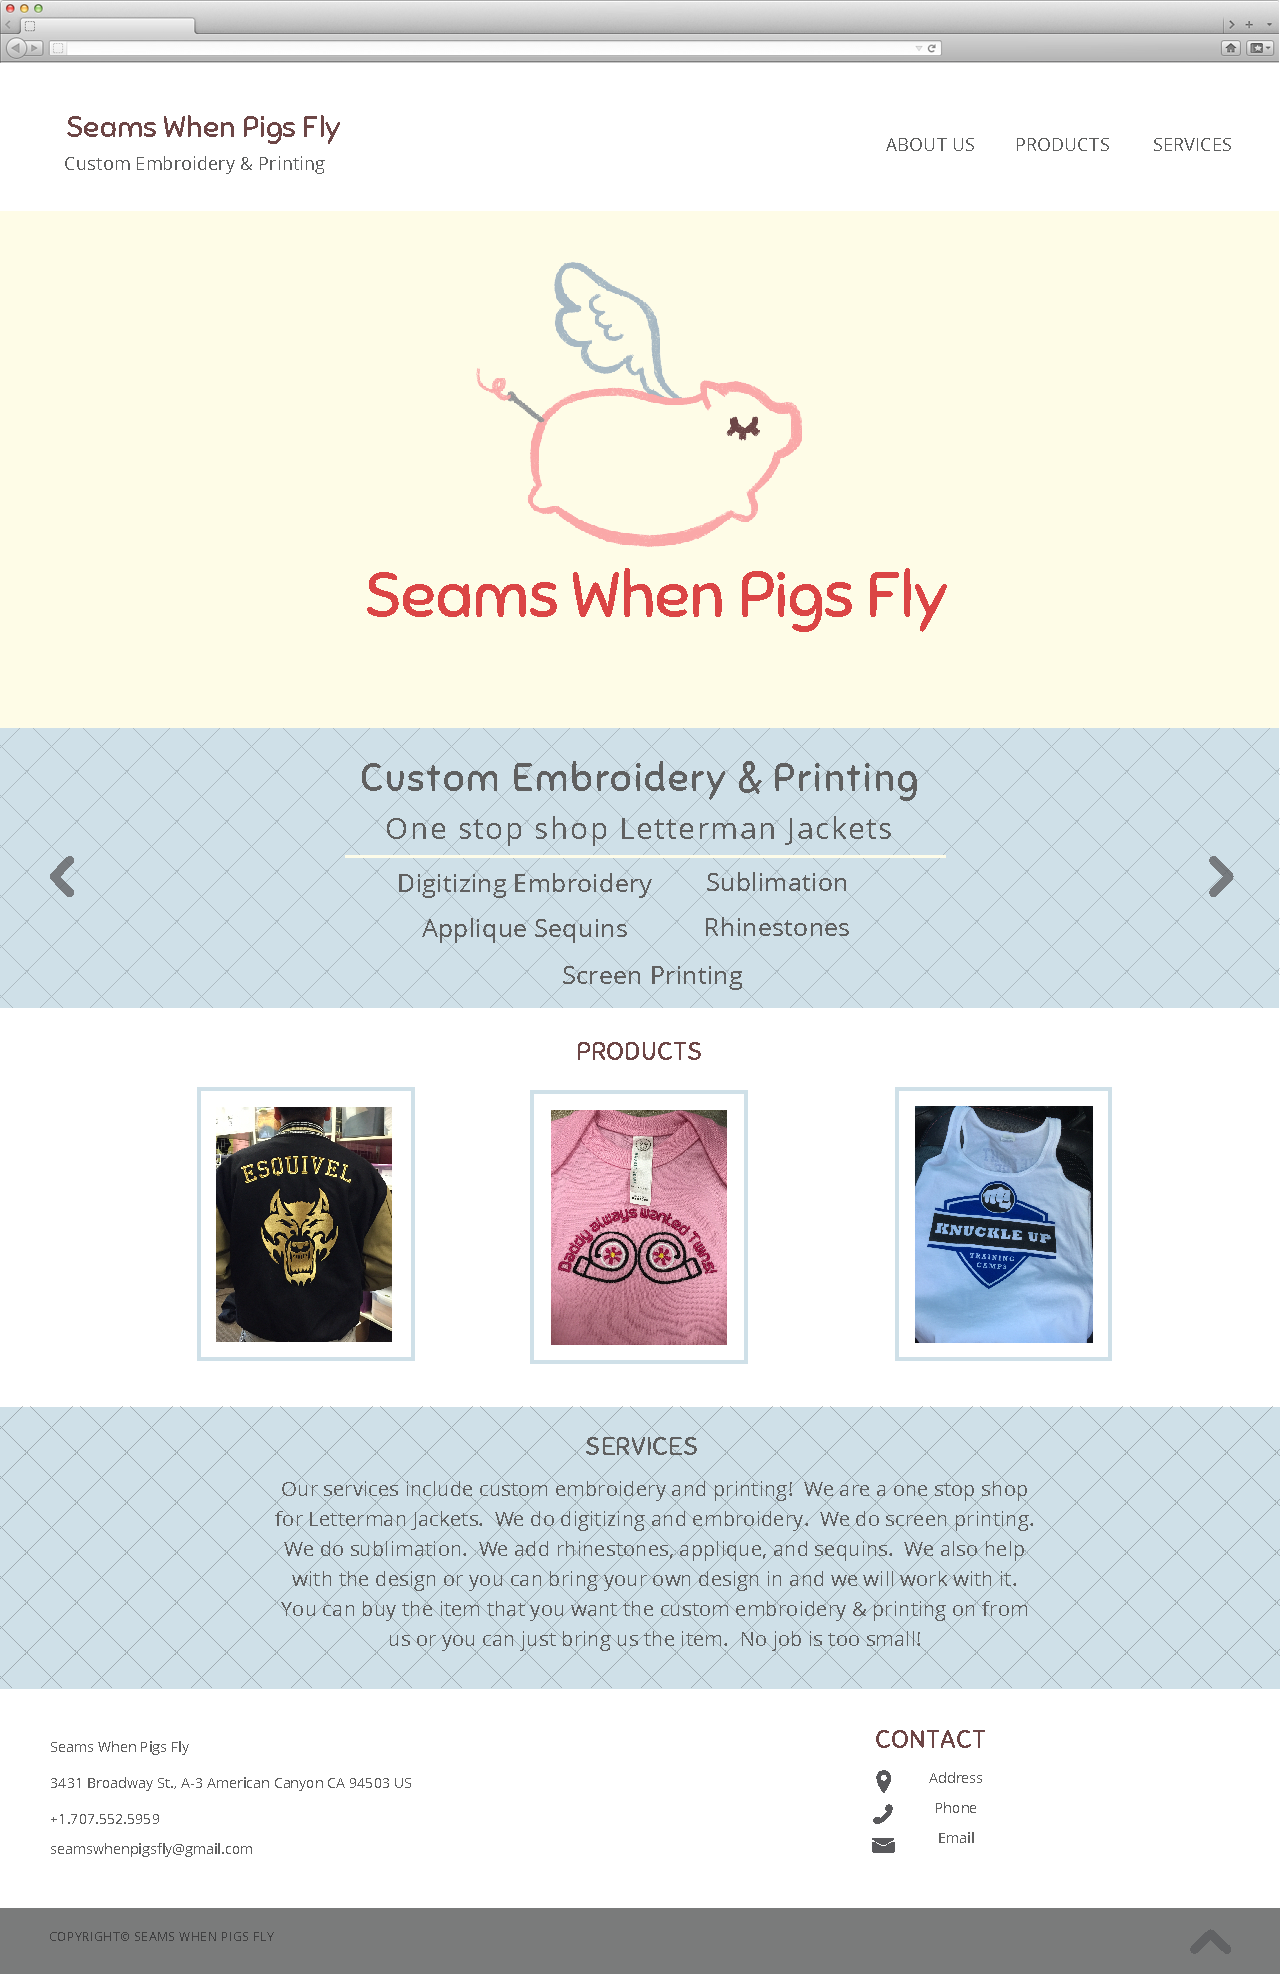 Seams When Pigs Fly
Custom Embroidery & Printing
ABOUT US PRODUCTS SERVICES
Seams When Pigs Fly
Custom Embroidery & Printing
One stop shop Letterman Jackets
Digitizing Embroidery Sublimation
Applique Sequins Rhinestones
Screen Printing
PRODUCTS
ESQUIVEL
Daddy always wanted Twins!
KNUCKLE UP
TRAINING
CAMPS
SERVICES
Our services include custom embroidery and printing! We are a one stop shop
for Letterman Jackets. We do digitizing and embroidery. We do screen printing.
We do sublimation. We add rhinestones, applique, and sequins. We also help
with the design or you can bring your own design in and we will work with it.
You can buy the item that you want the custom embroidery & printing on from
us or you can just bring us the item. No job is too small!
Seams When Pigs Fly
3431 Broadway St., A-3 American Canyon CA 94503 US
+1.707.552.5959
seamswhenpigsfly@gmail.com
CONTACT
Address
Phone
Email
COPYRIGHT© SEAMS WHEN PIGS FLY